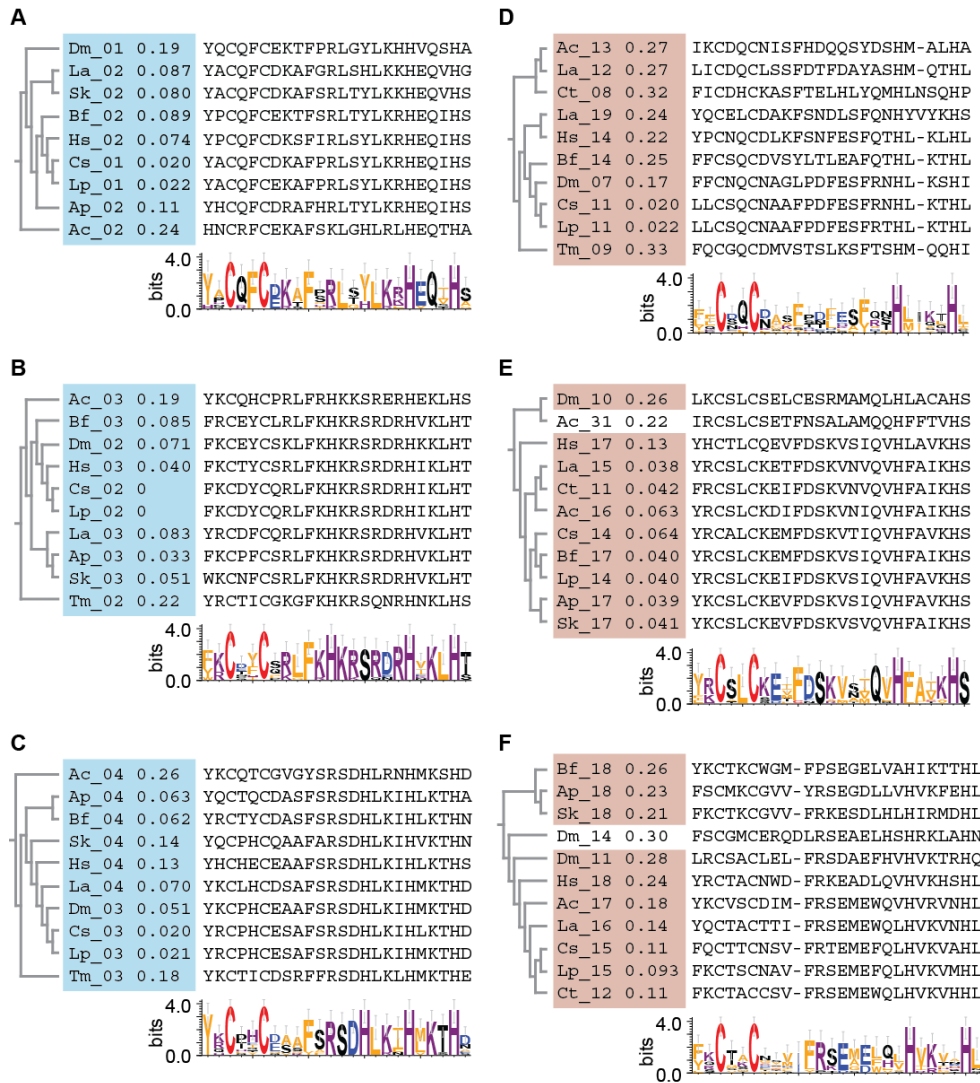 A
Dm_01 0.19 YQCQFCEKTFPRLGYLKHHVQSHA
La_02 0.087 YACQFCDKAFGRLSHLKKHEQVHG
Sk_02 0.080 YACQFCDKAFSRLTYLKKHEQVHS
Bf_02 0.089 YPCQFCEKTFSRLTYLKRHEQIHS
Hs_02 0.074 YPCQFCDKSFIRLSYLKRHEQIHS
Cs_01 0.020 YACQFCDKAFPRLSYLKRHEQIHS
Lp_01 0.022 YACQFCEKAFPRLSYLKRHEQIHS
Ap_02 0.11 YHCQFCDRAFHRLTYLKRHEQIHS
Ac_02 0.24 HNCRFCEKAFSKLGHLRLHEQTHA
4.0
bits
0.0
B
Ac_03 0.19 YKCQHCPRLFRHKKSRERHEKLHS
Bf_03 0.085 FRCEYCLRLFKHKRSRDRHVKLHT
Dm_02 0.071 FKCEYCSKLFKHKRSRDRHKKLHT
Hs_03 0.040 FKCTYCSRLFKHKRSRDRHIKLHT
Cs_02 0 FKCDYCQRLFKHKRSRDRHIKLHT
Lp_02 0 FKCDYCQRLFKHKRSRDRHIKLHT
La_03 0.083 YRCDFCQRLFKHKRSRDRHVKLHT
Ap_03 0.033 FKCPFCSRLFKHKRSRDRHVKLHT
Sk_03 0.051 WKCNFCSRLFKHKRSRDRHVKLHT
Tm_02 0.22 YRCTICGKGFKHKRSQNRHNKLHS
4.0
bits
0.0
C
Ac_04 0.26 YKCQTCGVGYSRSDHLRNHMKSHD
Ap_04 0.063 YQCTQCDASFSRSDHLKIHLKTHA
Bf_04 0.062 YRCTYCDASFSRSDHLKIHLKTHN
Sk_04 0.14 YQCPHCQAAFARSDHLKIHVKTHN
Hs_04 0.13 YHCHECEAAFSRSDHLKIHLKTHS
La_04 0.070 YKCLHCDSAFSRSDHLKIHMKTHD
Dm_03 0.051 YKCPHCEAAFSRSDHLKIHMKTHD
Cs_03 0.020 YRCPHCESAFSRSDHLKIHMKTHD
Lp_03 0.021 YRCPHCESAFSRSDHLKIHMKTHD
Tm_03 0.18 YKCTICDSRFFRSDHLKLHMKTHE
4.0
bits
0.0
D
Ac_13 0.27 IKCDQCNISFHDQQSYDSHM-ALHA
La_12 0.27 LICDQCLSSFDTFDAYASHM-QTHL
Ct_08 0.32 FICDHCKASFTELHLYQMHLNSQHP
La_19 0.24 YQCELCDAKFSNDLSFQNHYVYKHS
Hs_14 0.22 YPCNQCDLKFSNFESFQTHL-KLHL
Bf_14 0.25 FFCSQCDVSYLTLEAFQTHL-KTHL
Dm_07 0.17 FFCNQCNAGLPDFESFRNHL-KSHI
Cs_11 0.020 LLCSQCNAAFPDFESFRNHL-KTHL
Lp_11 0.022 LLCSQCNAAFPDFESFRNHL-KTHL
Tm_09 0.33 FQCGQCDMVSTSLKSFTSHM-QQHI
4.0
bits
0.0
E
Dm_10 0.26 LKCSLCSELCESRMAMQLHLACAHS
Ac_31 0.22 IRCSLCSETFNSALAMQQHFFTVHS
Hs_17 0.13 YHCTLCQEVFDSKVSIQVHLAVKHS
La_15 0.038 YRCSLCKETFDSKVNVQVHFAIKHS
Ct_11 0.042 FRCSLCKEIFDSKVNVQVHFAIKHS
Ac_16 0.063 YRCSLCKDIFDSKVNIQVHFAIKHS
Cs_14 0.064 YRCALCKEMFDSKVTIQVHFAVKHS
Bf_17 0.040 YRCSLCKEMFDSKVSIQVHFAIKHS
Lp_14 0.040 YRCSLCKEIFDSKVSIQVHFAVKHS
Ap_17 0.039 YKCSLCKEVFDSKVSIQVHFAIKHS
Sk_17 0.041 YKCSLCKEVFDSKVSVQVHFAVKHS
4.0
bits
0.0
F
Bf_18 0.26 YKCTKCWGM-FPSEGELVAHIKTTHL
Ap_18 0.23 FSCMKCGVV-YRSEGDLLVHVKFEHL
Sk_18 0.21 FKCTKCGVV-FRKESDLHLHIRMDHL
Dm_14 0.30 FSCGMCERQDLRSEAELHSHRKLAHN
Dm_11 0.28 LRCSACLEL-FRSDAEFHVHVKTRHQ
Hs_18 0.24 YRCTACNWD-FRKEADLQVHVKHSHL
Ac_17 0.18 YKCVSCDIM-FRSEMEWQVHVRVNHL
La_16 0.14 YQCTACTTI-FRSEMEWQLHVKVNHL
Cs_15 0.11 FQCTTCNSV-FRTEMEFQLHVKVAHL
Lp_15 0.093 FKCTSCNAV-FRSEMEFQLHVKVMHL
Ct_12 0.11 FKCTACCSV-FRSEMEWQLHVKVHHL
4.0
bits
0.0